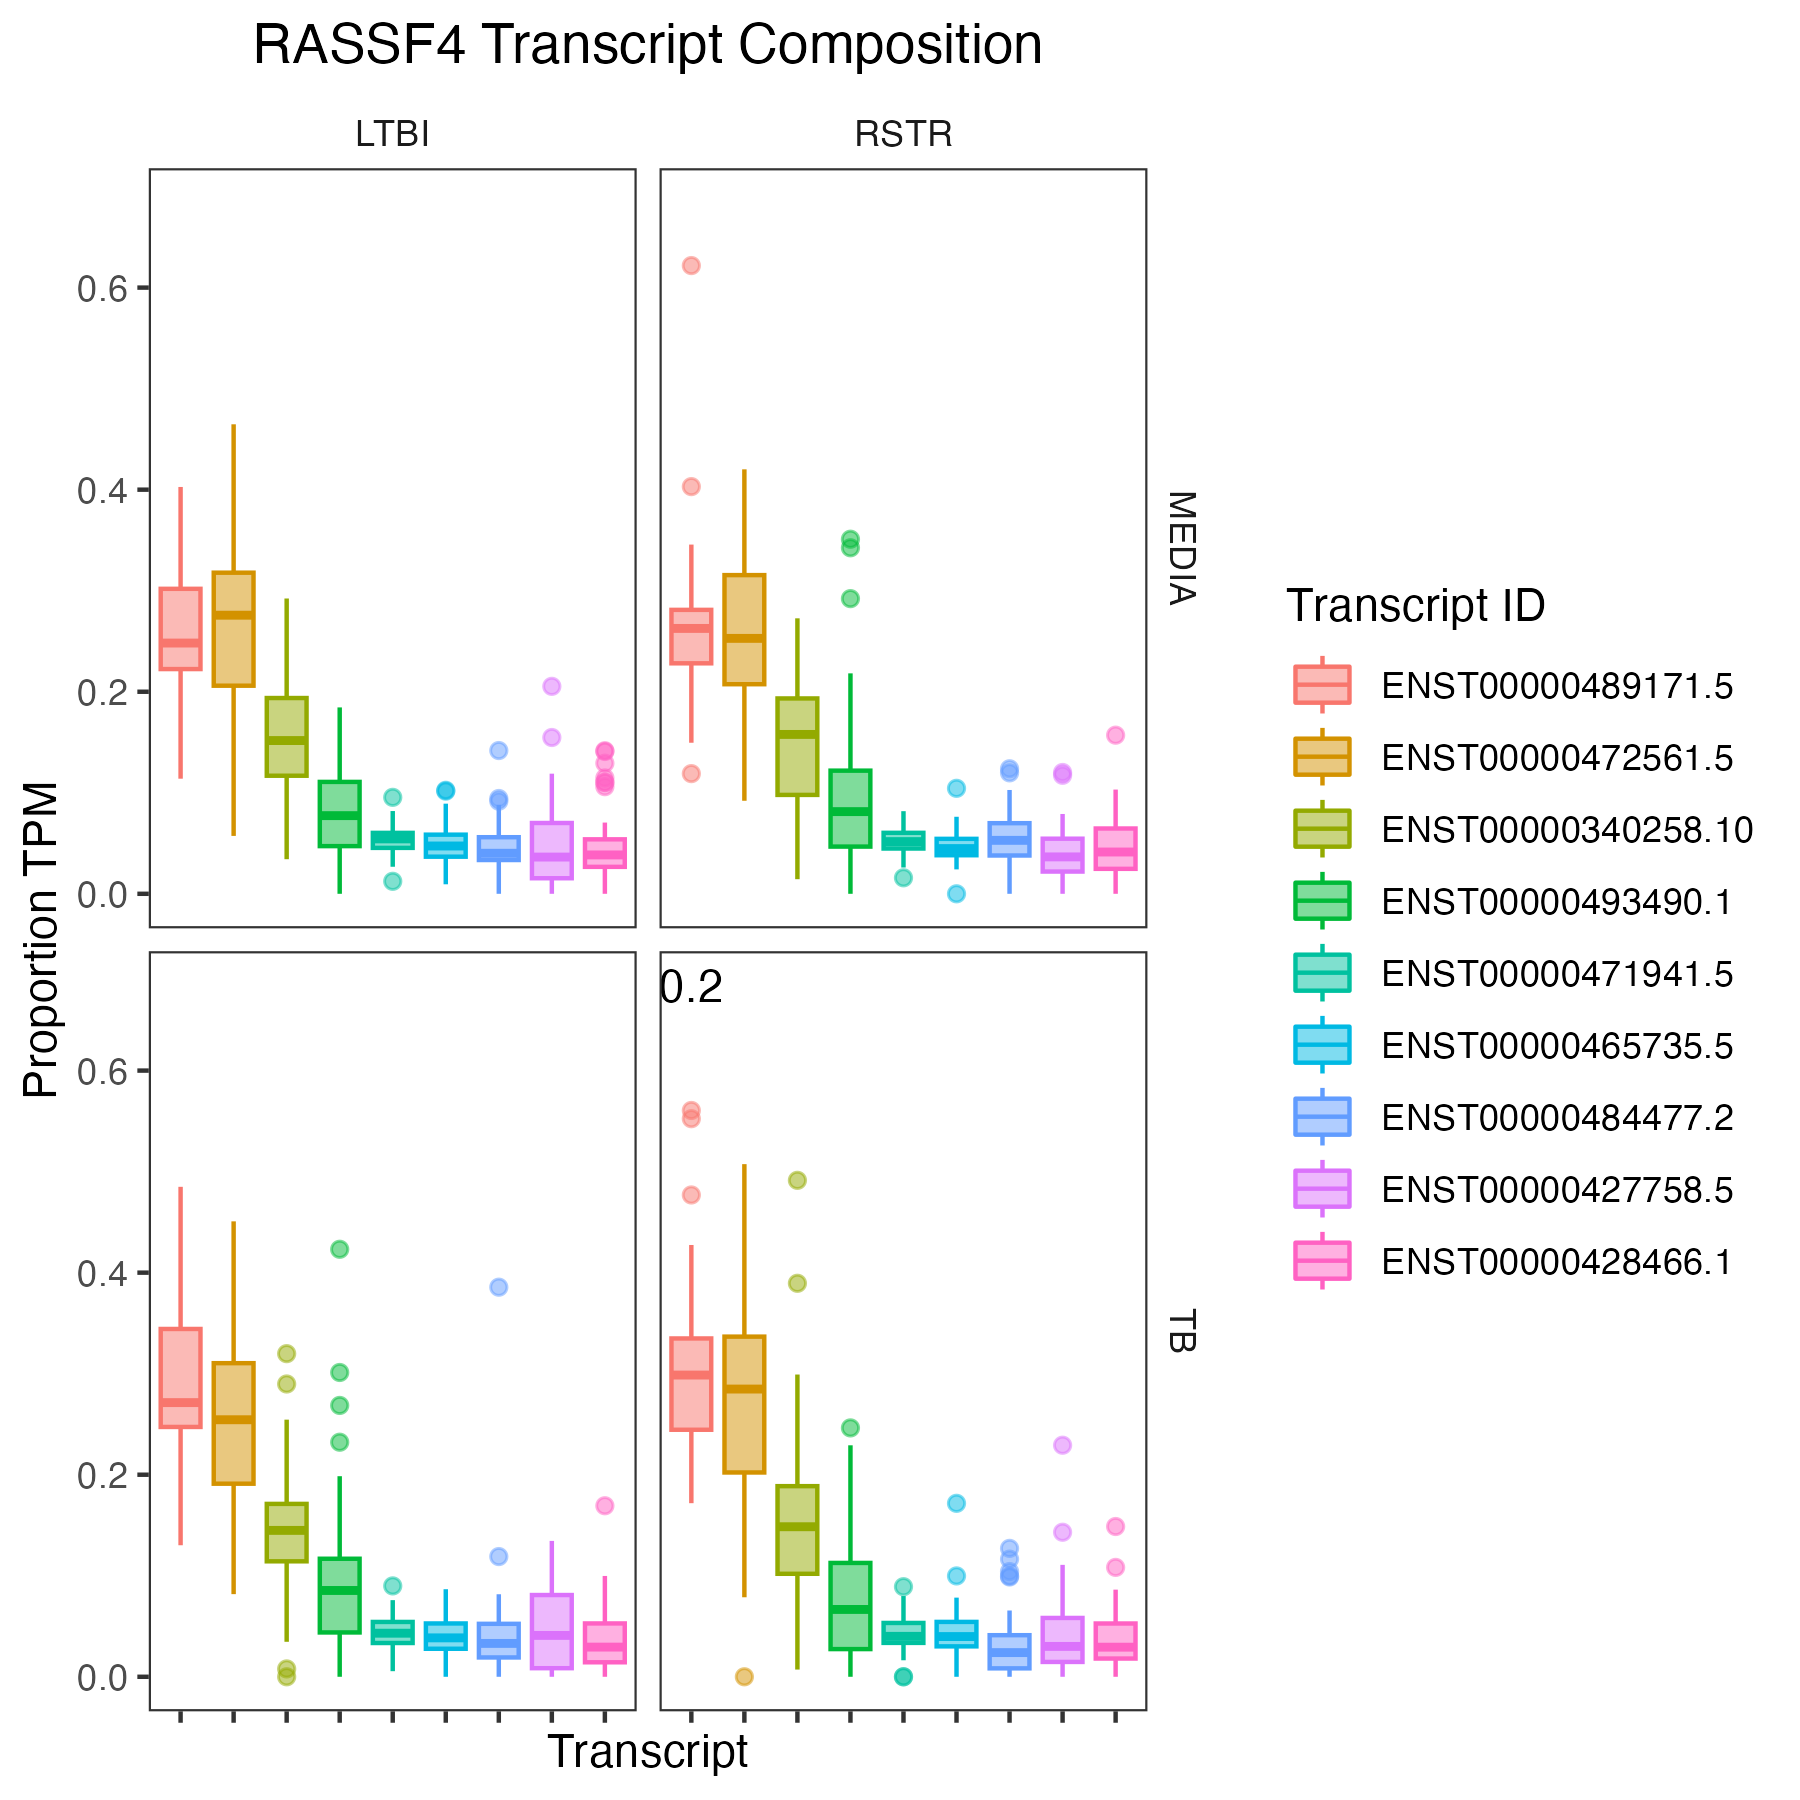 RASSF4 Transcript Composition
LTBI
RSTR
0.6
0.4
0.2
0.0
MEDIA
0.2
0.6
0.4
0.2
0.0
TB
Proportion TPM
Transcript
Transcript ID
ENST00000489171.5
ENST00000472561.5
ENST00000340258.10
ENST00000493490.1
ENST00000471941.5
ENST00000465735.5
ENST00000484477.2
ENST00000427758.5
ENST00000428466.1